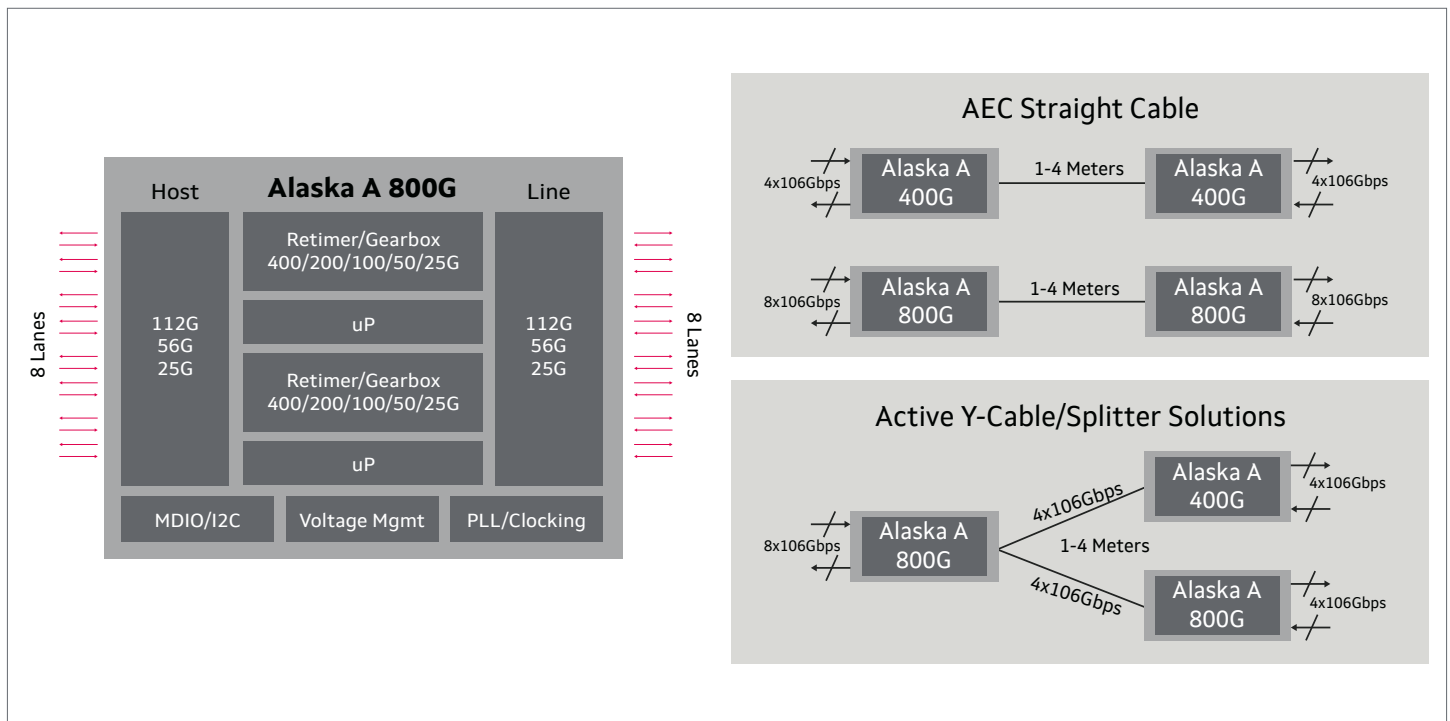 Alaska A 800G
Host
Line
8 Lanes
112G
56G
25G
Retimer/Gearbox
400/200/100/50/25G
uP
Retimer/Gearbox
400/200/100/50/25G
uP
112G
56G
25G
8 Lanes
MDIO/I2C
Voltage Mgmt
PLL/Clocking
AEC Straight Cable
4x106Gbps
Alaska A
400G
1-4 Meters
Alaska A
400G
4x106Gbps
8x106Gbps
Alaska A
800G
1-4 Meters
Alaska A
800G
8x106Gbps
Active Y-Cable/Splitter Solutions
8x106Gbps
Alaska A
800G
4x106Gbps
1-4 Meters
4x106Gbps
Alaska A
400G
4x106Gbps
Alaska A
800G
4x106Gbps